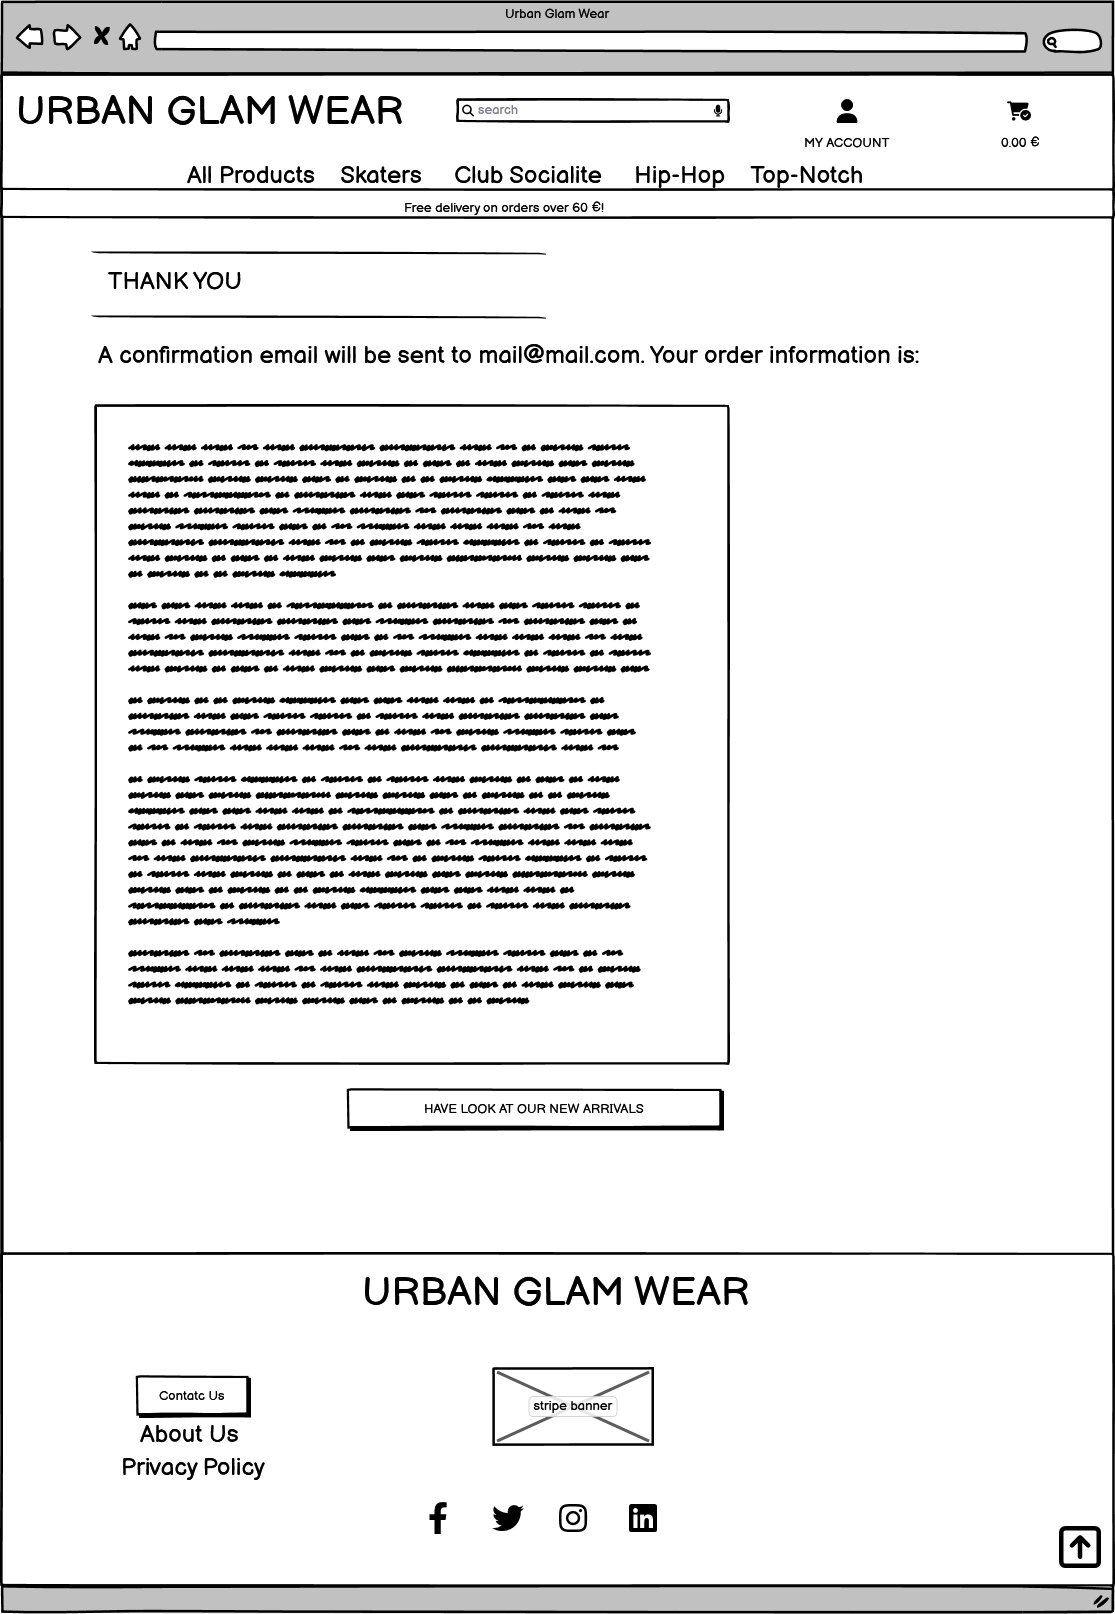 Urban Glam Wear
URBAN GLAM WEAR
search
MY ACCOUNT
0.00 €
All Products Skaters Club Socialite Hip-Hop Top-Notch
Free delivery on orders over 60 €!
THANK YOU
A confirmation email will be sent to mail@mail.com. Your order information is:
HAVE LOOK AT OUR NEW ARRIVALS
URBAN GLAM WEAR
Contatc Us
stripe banner
About Us
Privacy Policy